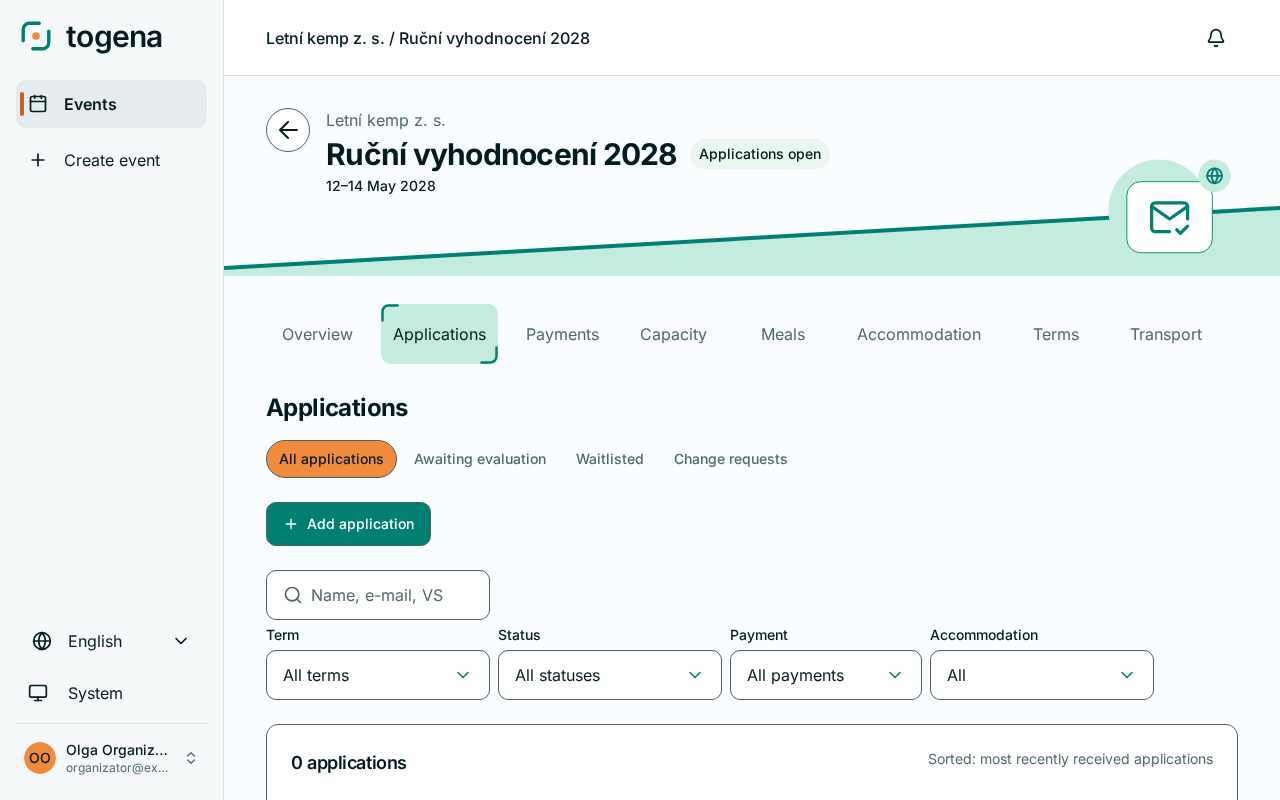 togena
Letní kemp z. s. / Ruční vyhodnocení 2028
Events
Create event
Letní kemp z. s.
Ruční vyhodnocení 2028
Applications open
12–14 May 2028
Overview
Applications
Payments
Capacity
Meals
Accommodation
Terms
Transport
Applications
All applications
Awaiting evaluation
Waitlisted
Change requests
Add application
Name, e-mail, VS
Term
Status
Payment
Accommodation
All terms
All statuses
All payments
All
0 applications
Sorted: most recently received applications
English
System
OO
Olga Organiz...
organizator@ex...